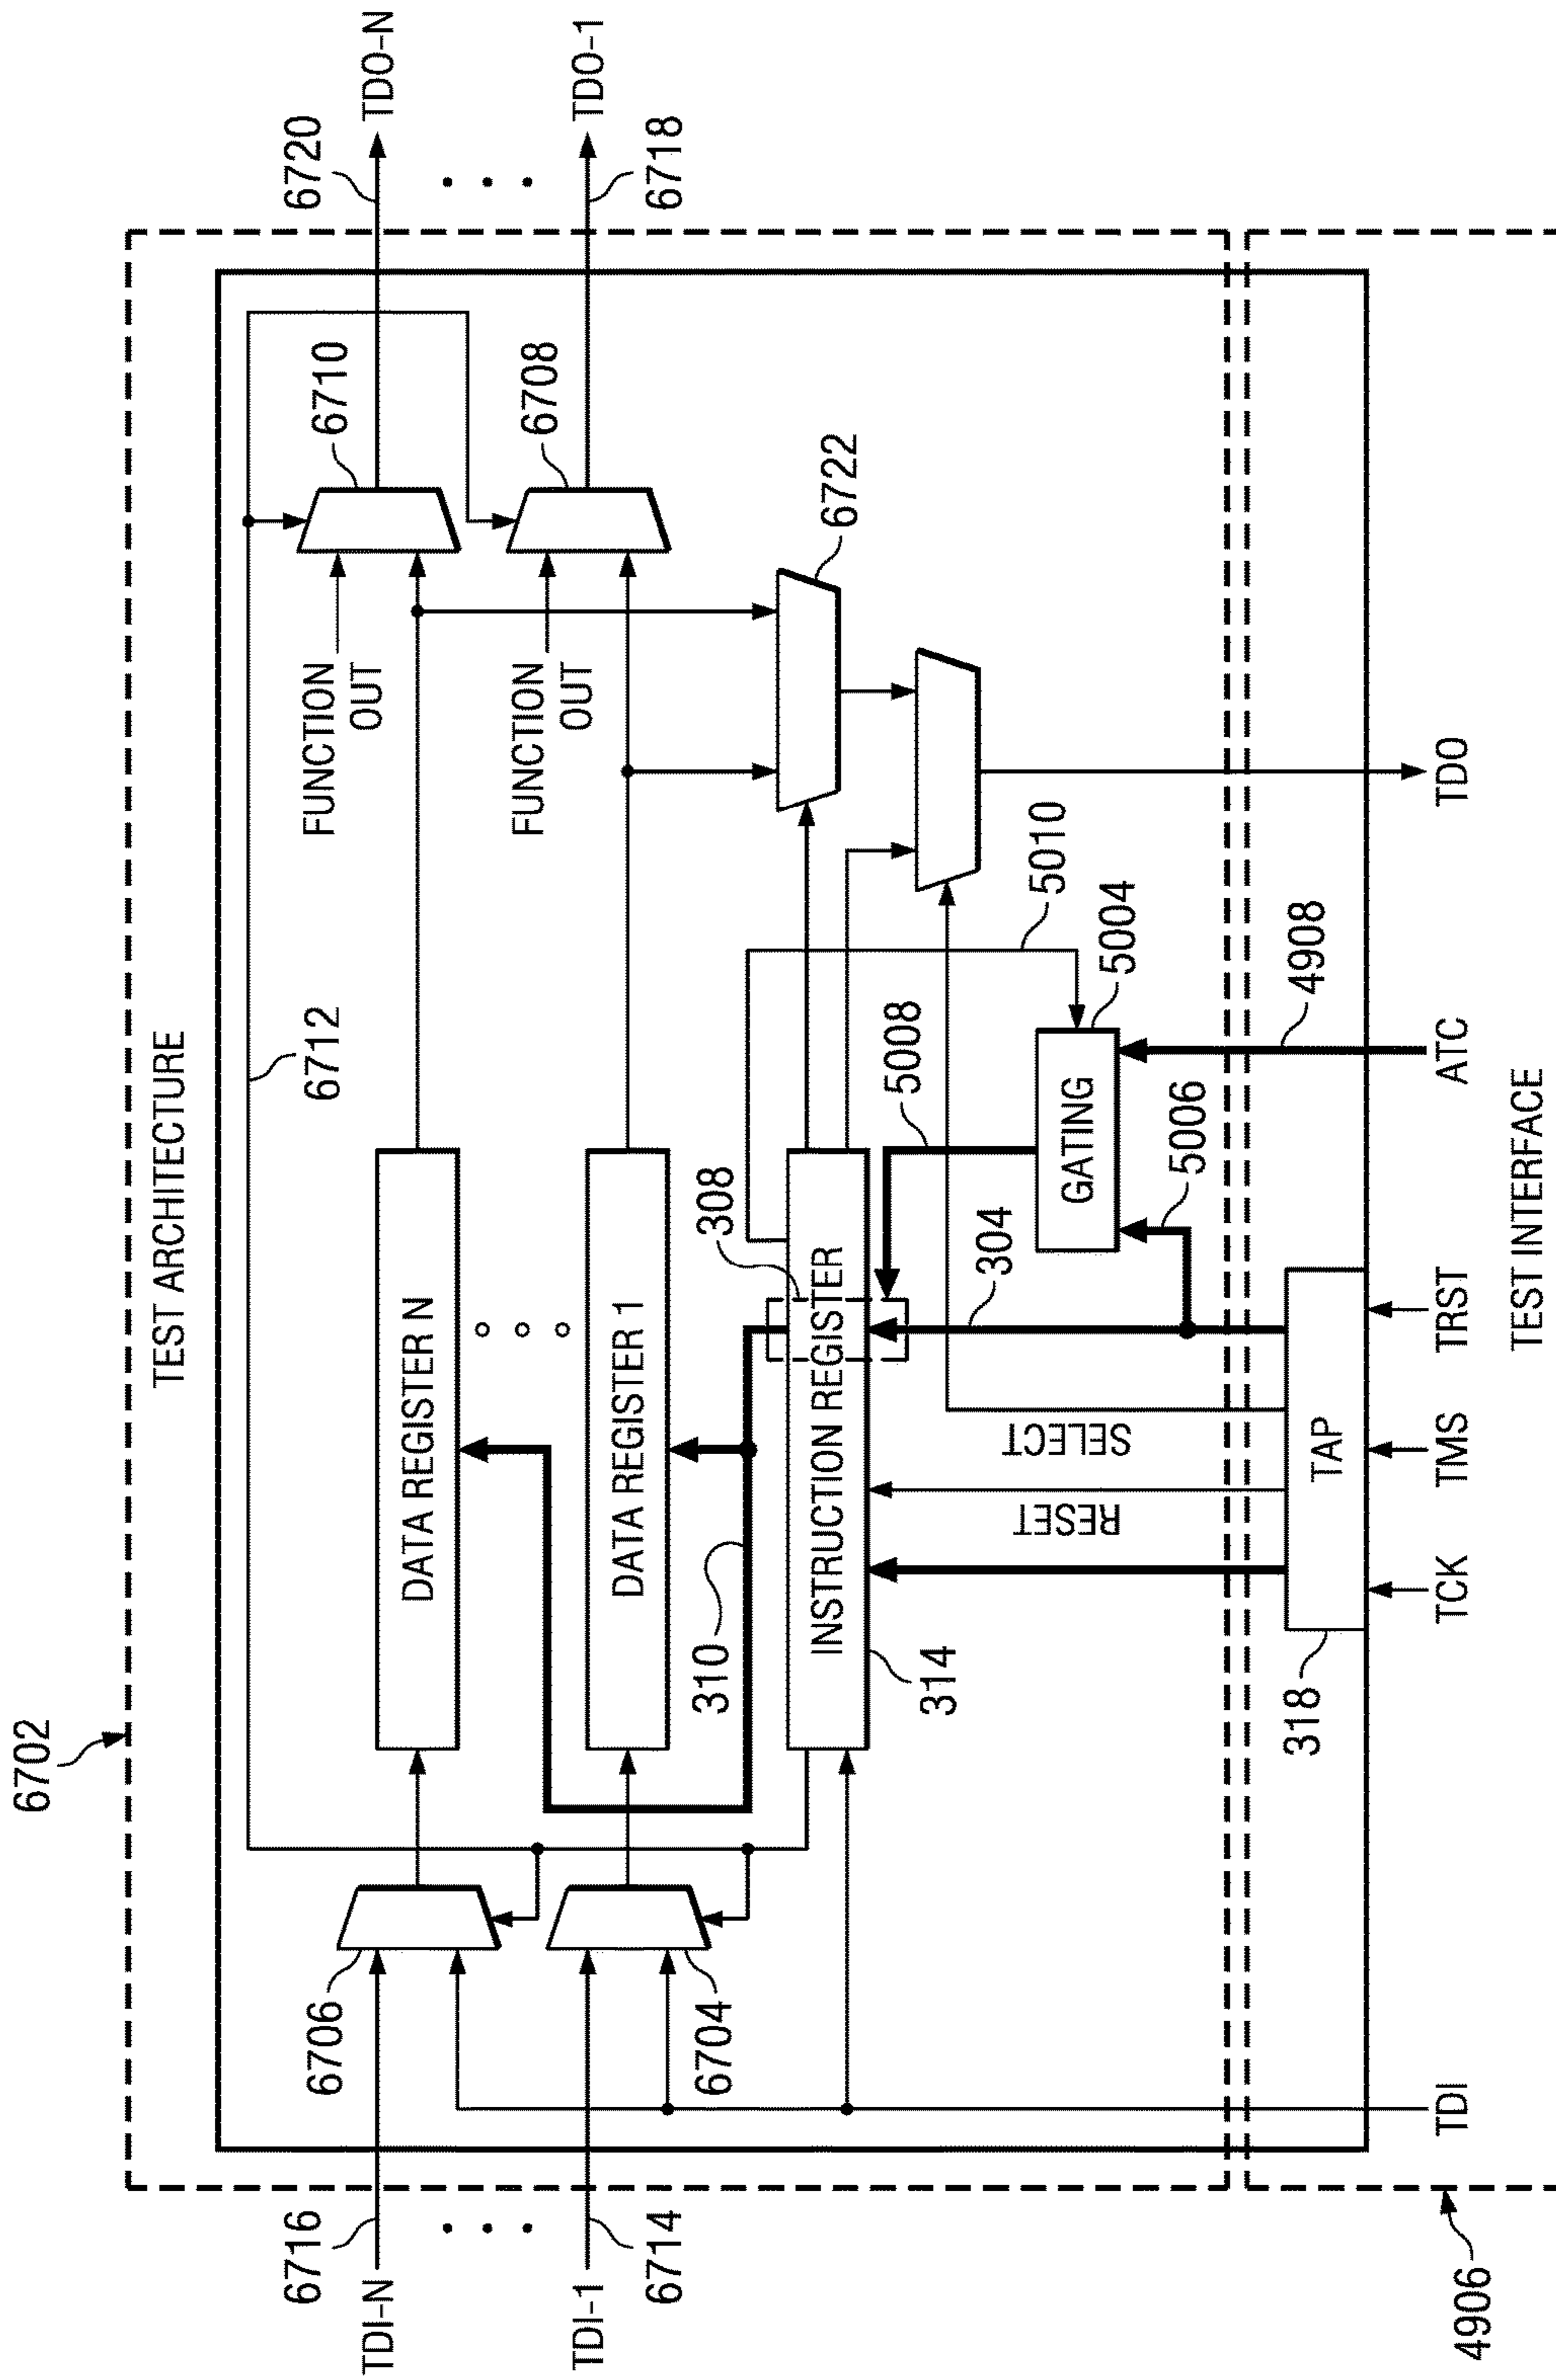 6702
TEST ARCHITECTURE
6712
6716
TDI-N
6706
DATA REGISTER N
FUNCTION
OUT
6710
6720
TDO-N
6714
TDI-1
6704
DATA REGISTER 1
FUNCTION
OUT
6708
6718
TDO-1
310
308
6722
INSTRUCTION REGISTER
314
5008
5010
RESET
SELECT
304
GATING
5004
5006
4908
318
TAP
TDI
TCK
TMS
TRST
ATC
TDO
4906
TEST INTERFACE